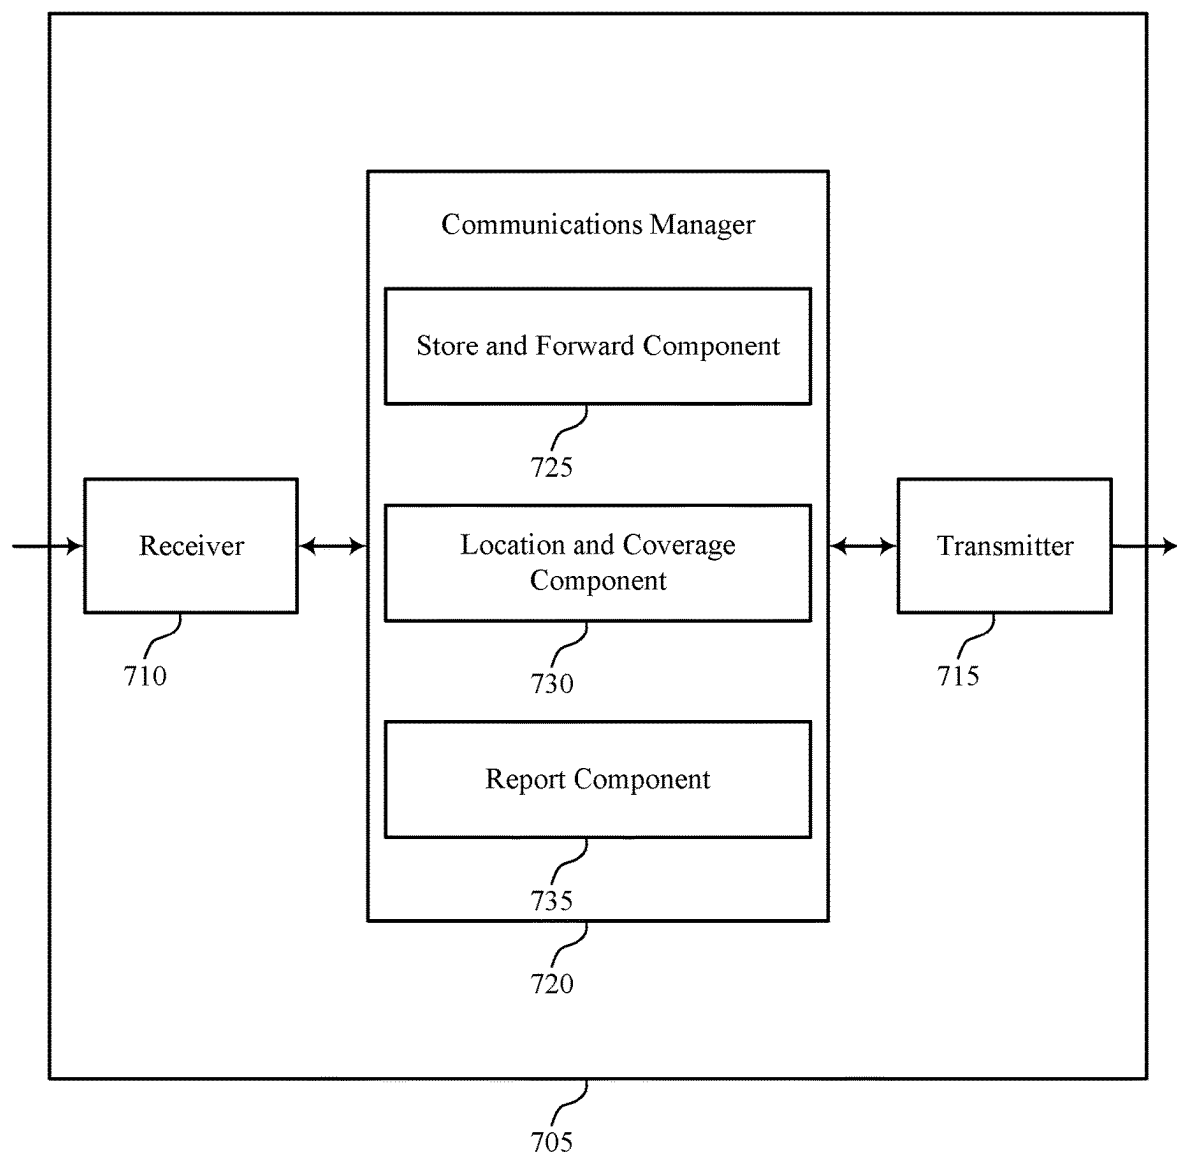 Communications Manager
Store and Forward Component
725
Receiver
710
Location and Coverage
Component
730
Transmitter
715
Report Component
735
720
705